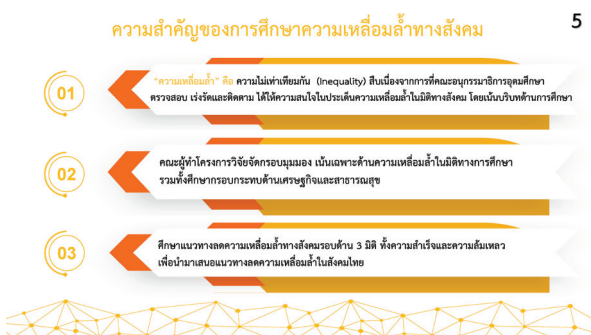 ความสำคัญของการศึกษาความเหลื่อมล้ำทางสังคม
5
01
"ความเหลื่อมล้ำ" คือ ความไม่เท่าเทียมกัน (Inequality) สืบเนื่องจากการที่คณะอนุกรรมาธิการอุดมศึกษา
ตรวจสอบ เร่งรัดและติดตาม ได้ให้ความสนใจในประเด็นความเหลื่อมล้ำในมิติทางสังคม โดยเน้นบริบทด้านการศึกษา
02
คณะผู้ทำโครงการวิจัยจัดกรอบมุมมอง เน้นเฉพาะด้านความเหลื่อมล้ำในมิติทางการศึกษา
รวมทั้งศึกษากรอบกระทบด้านเศรษฐกิจและสาธารณสุข
03
ศึกษาแนวทางลดความเหลื่อมล้ำทางสังคมรอบด้าน 3 มิติ ทั้งความสำเร็จและความล้มเหลว
เพื่อนำมาเสนอแนวทางลดความเหลื่อมล้ำในสังคมไทย